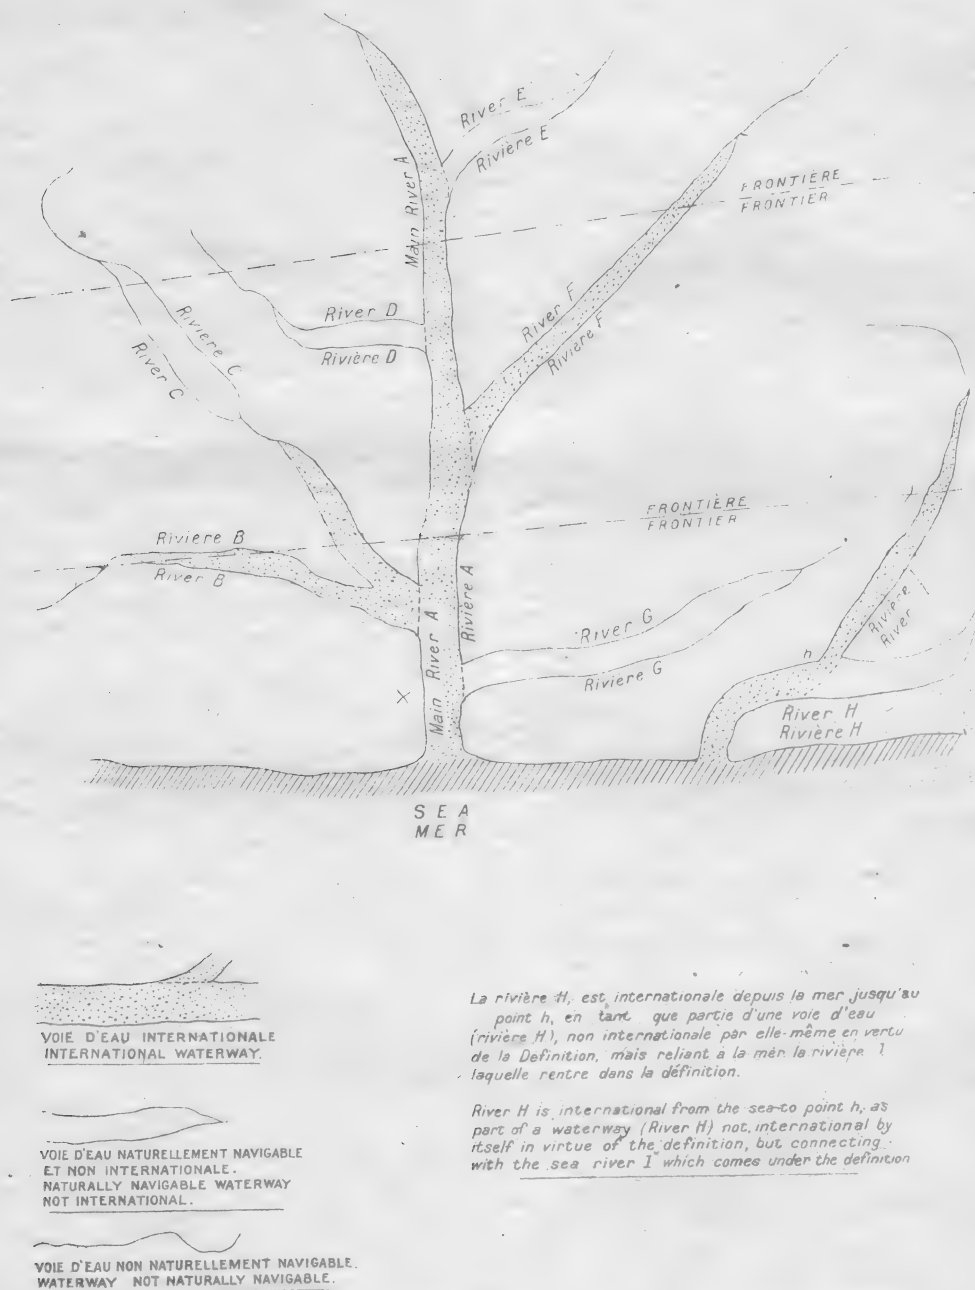 River E
Rivière E
Main River A
FRONTIÈRE
FRONTIER
River D
Rivière D
Rivière C
River C
River F
Rivière F
FRONTIÈRE
FRONTIER
Rivière B
River B
Rivière A
Main River A
Main River A
River G
Rivière G
Rivière
River
h
River H
Rivière H
X
SEA
MER
VOIE D'EAU INTERNATIONALE
INTERNATIONAL WATERWAY.
VOIE D'EAU NATURELLEMENT NAVIGABLE
ET NON INTERNATIONALE.
NATURALLY NAVIGABLE WATERWAY
NOT INTERNATIONAL.
VOIE D'EAU NON NATURELLEMENT NAVIGABLE.
WATERWAY NOT NATURALLY NAVIGABLE.
La rivière H, est internationale depuis la mer jusqu'au
point h, en tant que partie d'une voie d'eau
(rivière H), non internationale par elle-même en vertu
de la Definition, mais reliant à la mer la rivière 1
laquelle rentre dans la définition.
River H is international from the sea to point h, as
part of a waterway (River H) not international by
itself in virtue of the definition, but connecting
with the sea river 1 which comes under the definition